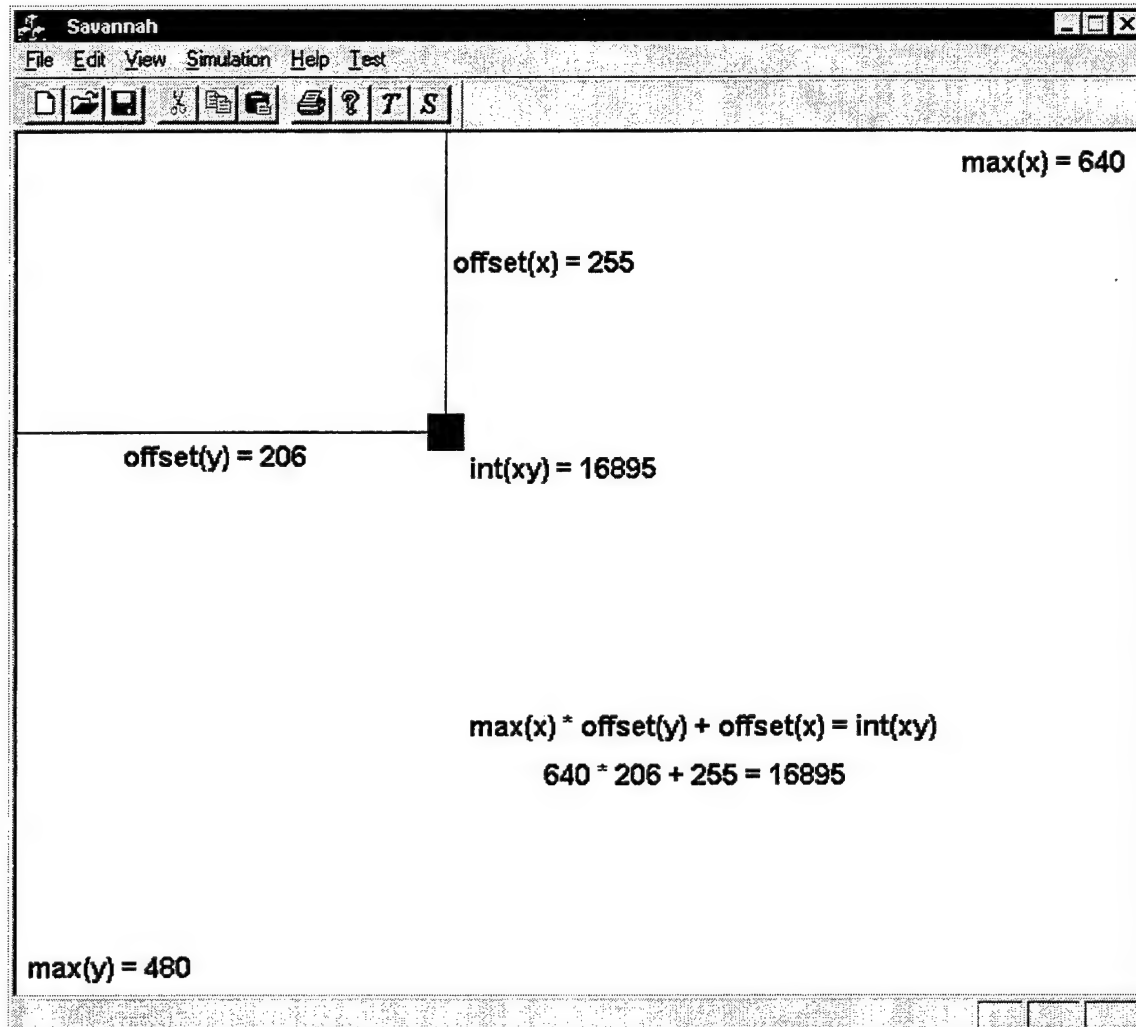 Savannah
File Edit View Simulation Help Test
T S
max(x) = 640
offset(x) = 255
offset(y) = 206
int(xy) = 16895
max(x) * offset(y) + offset(x) = int(xy)
640 * 206 + 255 = 16895
max(y) = 480